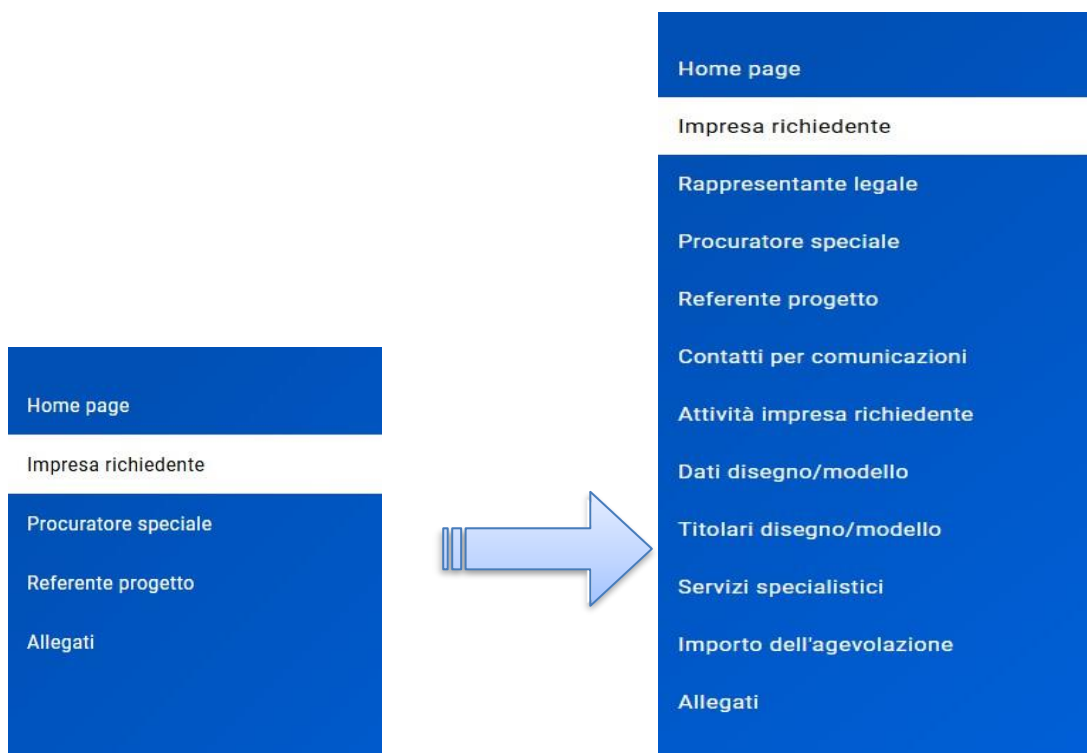 Home page
Impresa richiedente
Procuratore speciale
Referente progetto
Allegati
Home page
Impresa richiedente
Rappresentante legale
Procuratore speciale
Referente progetto
Contatti per comunicazioni
Attività impresa richiedente
Dati disegno/modello
Titolari disegno/modello
Servizi specialistici
Importo dell'agevolazione
Allegati